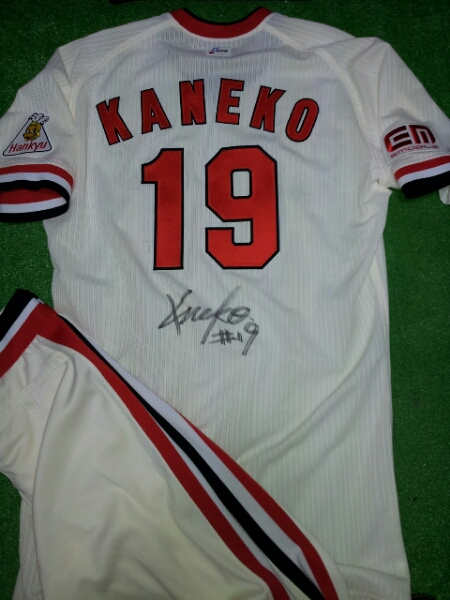 KANEKO
Hankyu
EM
19
Kaneko
#19